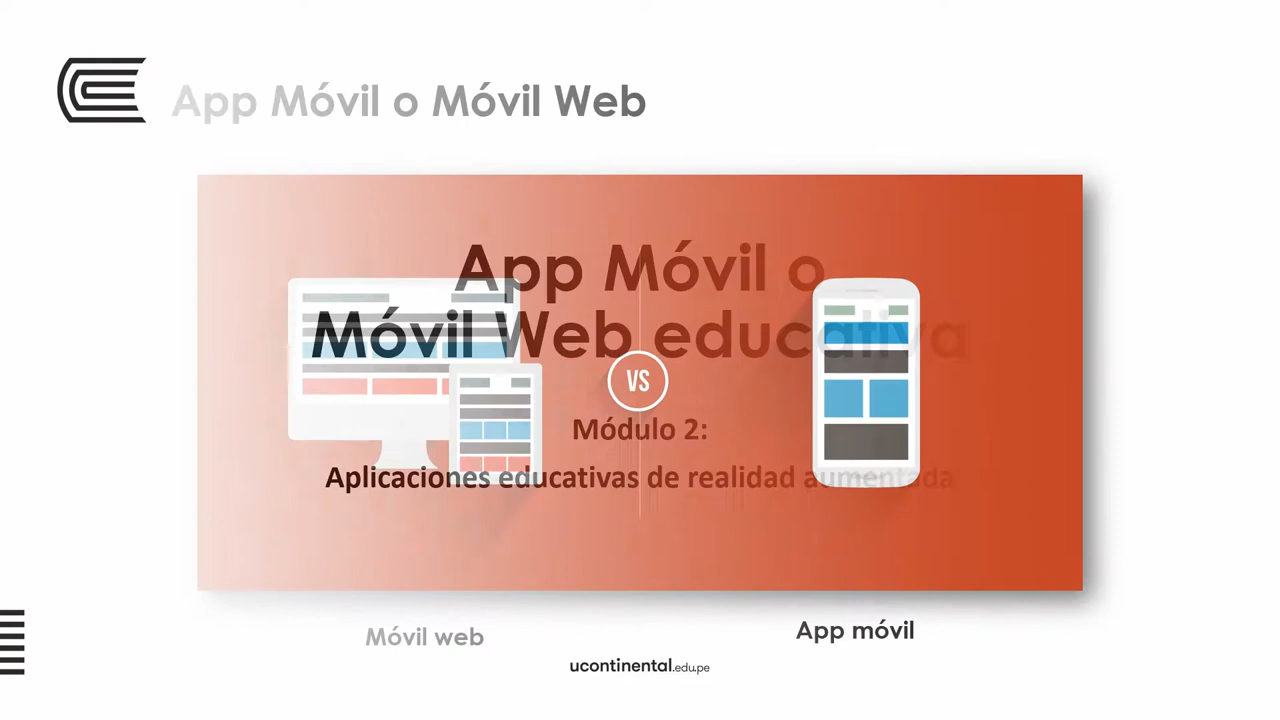 App Móvil o Móvil Web
App Móvil o
Móvil Web educativa
VS
Módulo 2:
Aplicaciones educativas de realidad aumentada
Móvil web
App móvil
ucontinental.edu.pe